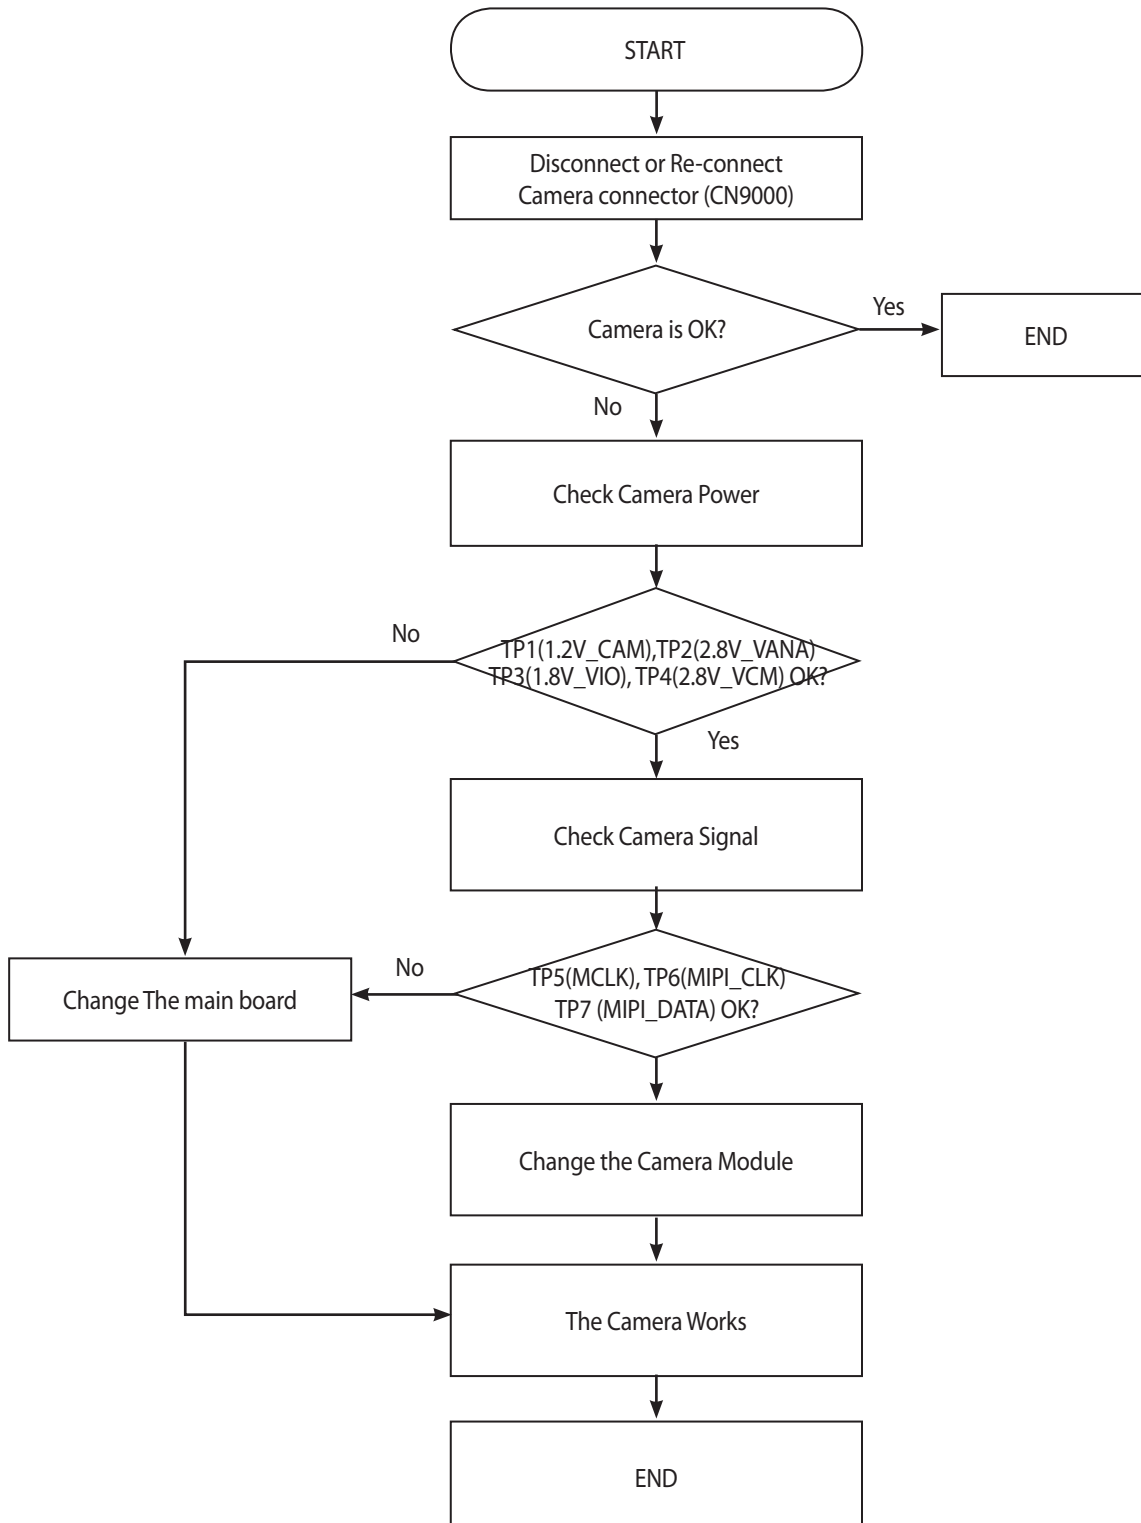 START
Disconnect or Re-connect
Camera connector (CN9000)
Camera is OK?
Yes
END
No
Check Camera Power
No
TP1(1.2V_CAM),TP2(2.8V_VANA)
TP3(1.8V_VIO), TP4(2.8V_VCM) OK?
Yes
Check Camera Signal
No
TP5(MCLK), TP6(MIPI_CLK)
TP7 (MIPI_DATA) OK?
Change The main board
Change the Camera Module
The Camera Works
END